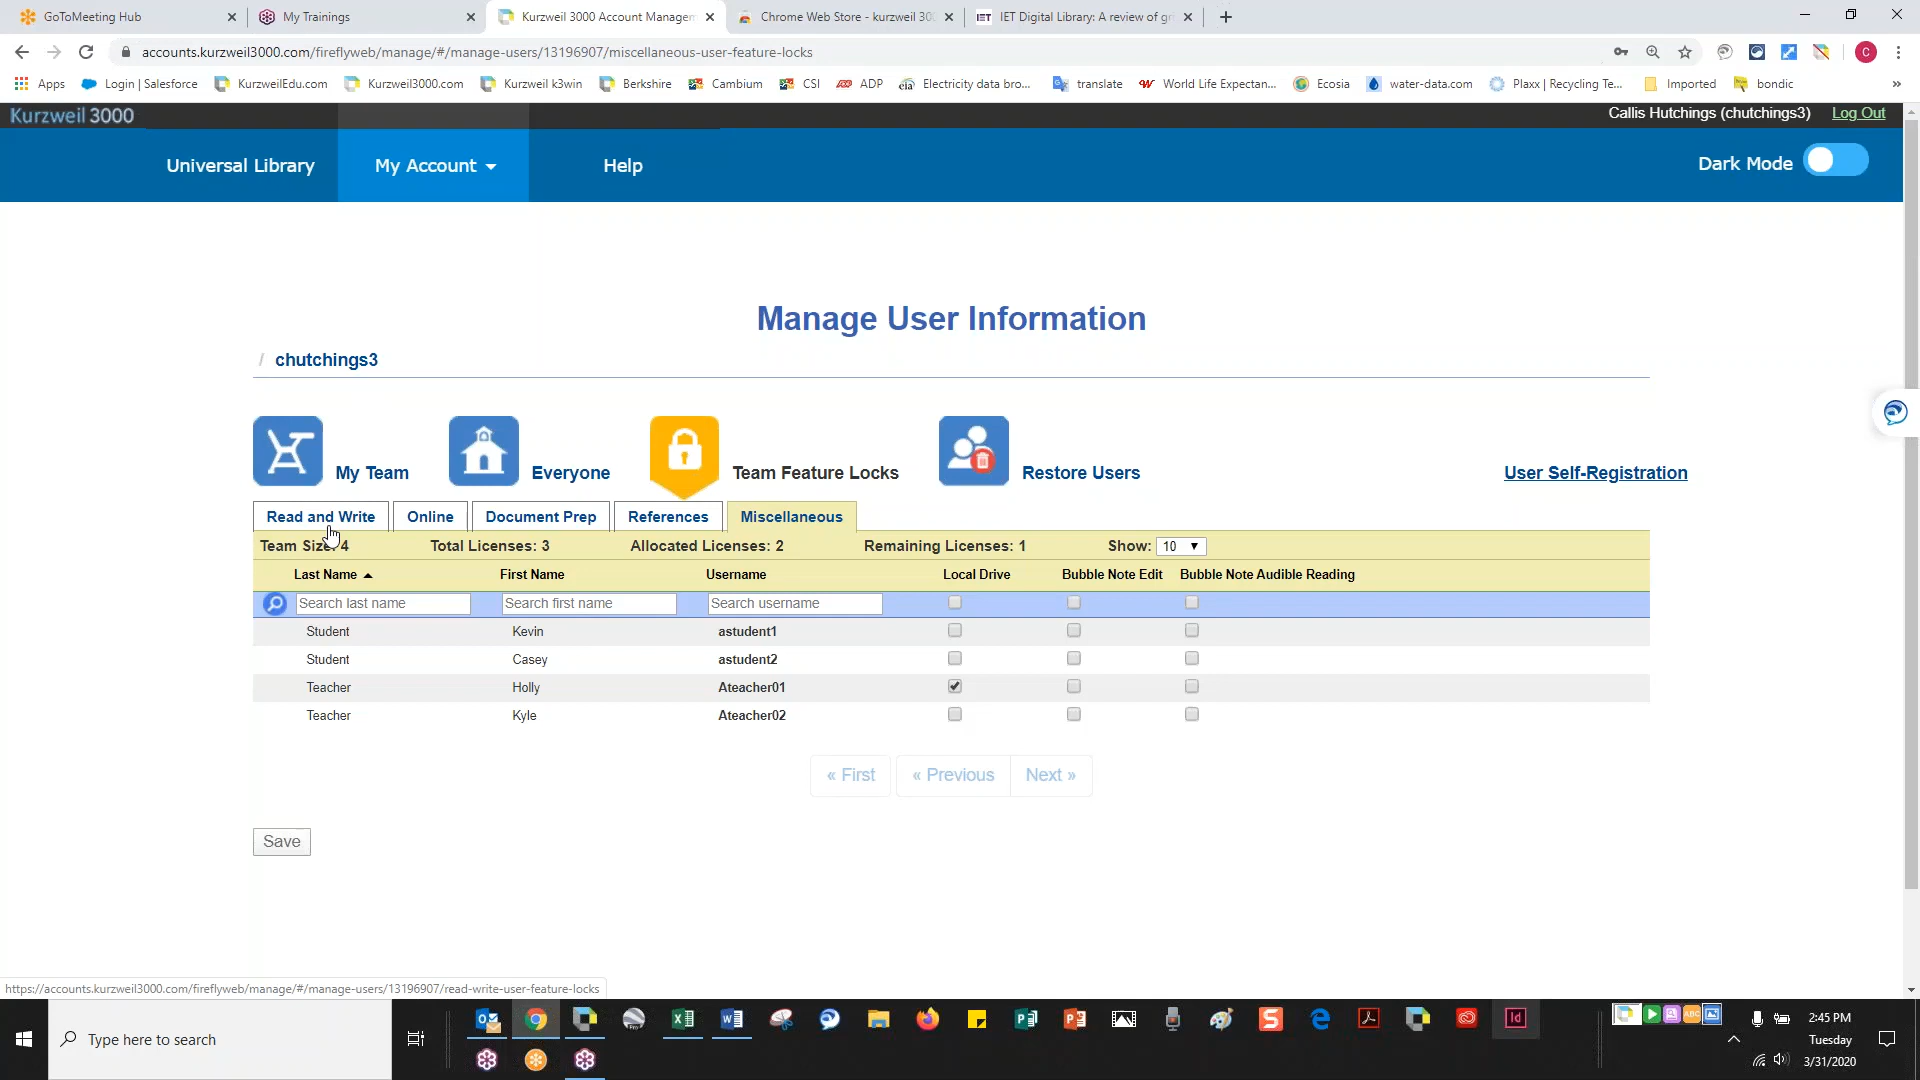 GoToMeeting Hub
My Trainings
Kurzweil 3000 Account Managem
Chrome Web Store - kurzweil 30
IET Digital Library: A review of gr
accounts.kurzweil3000.com/fireflyweb/manage/#/manage-users/13196907/miscellaneous-user-feature-locks
Apps Login | Salesforce KurzweilEdu.com Kurzweil3000.com Kurzweil k3win Berkshire Cambium CSI ADP Electricity data bro... translate World Life Expectan... Ecosia water-data.com Plaxx | Recycling Te... Imported bondic
Kurzweil 3000
Callis Hutchings (chutchings3) Log Out
Universal Library My Account Help Dark Mode
Manage User Information
/ chutchings3
My Team Everyone Team Feature Locks Restore Users User Self-Registration
Read and Write Online Document Prep References Miscellaneous
Team Size: 4 Total Licenses: 3 Allocated Licenses: 2 Remaining Licenses: 1 Show: 10
Last Name First Name Username Local Drive Bubble Note Edit Bubble Note Audible Reading
Search last name Search first name Search username
Student Kevin astudent1
Student Casey astudent2
Teacher Holly Ateacher01
Teacher Kyle Ateacher02
« First « Previous Next »
Save
https://accounts.kurzweil3000.com/fireflyweb/manage/#/manage-users/13196907/read-write-user-feature-locks
Type here to search
2:45 PM
Tuesday
3/31/2020